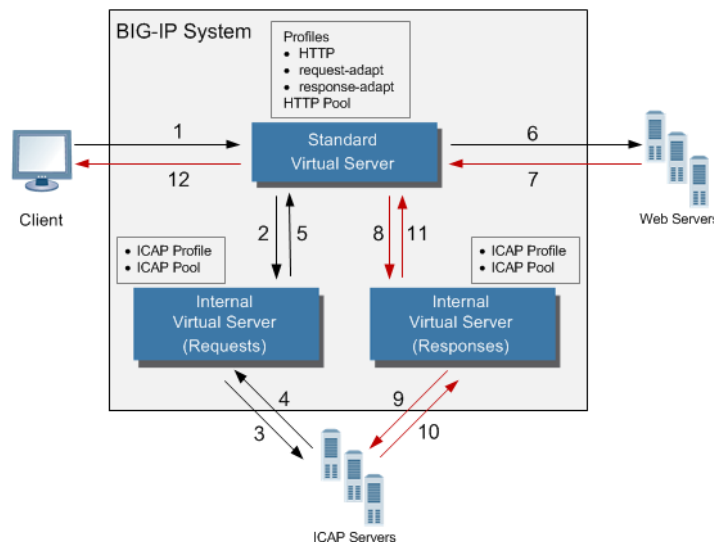 BIG-IP System
Profiles
• HTTP
• request-adapt
• response-adapt
HTTP Pool
1
Standard
Virtual Server
6
12
7
Client
Web Servers
2
5
8
11
• ICAP Profile
• ICAP Pool
• ICAP Profile
• ICAP Pool
Internal
Virtual Server
(Requests)
Internal
Virtual Server
(Responses)
4
3
9
10
ICAP Servers